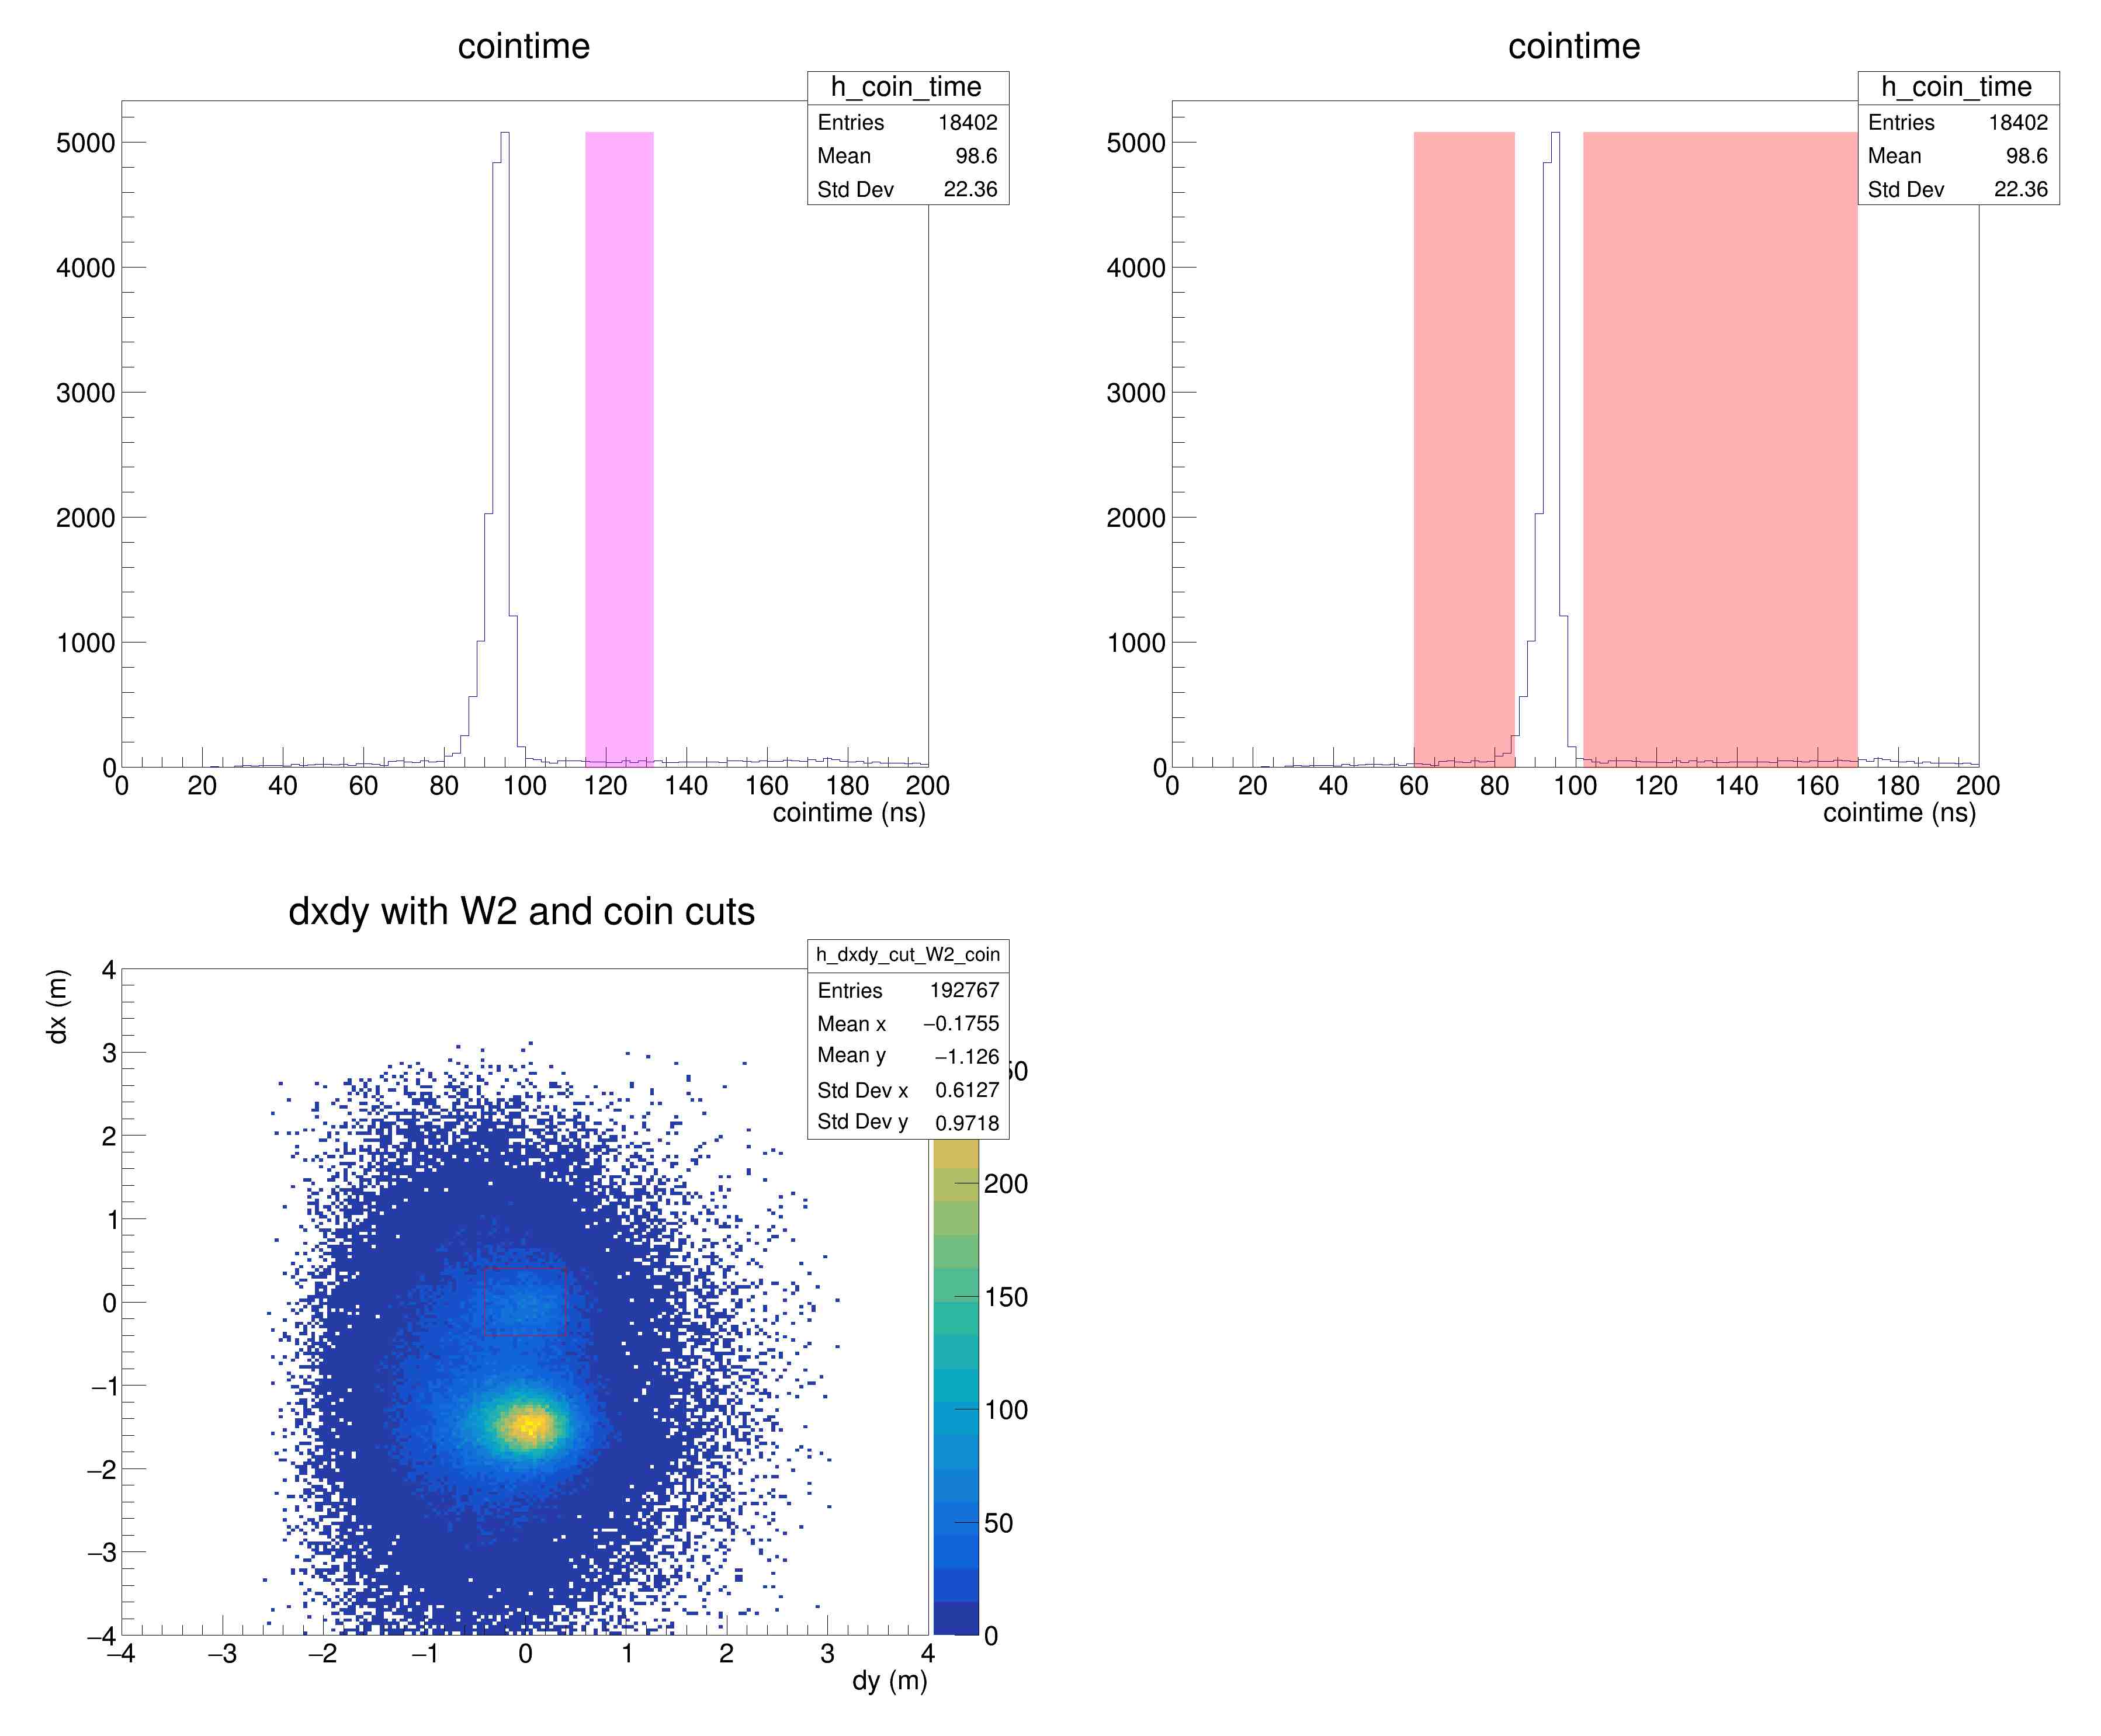 cointime
h_coin_time
Entries 18402
Mean 98.6
Std Dev 22.36
5000
4000
3000
2000
1000
0
0 20 40 60 80 100 120 140 160 180 200
cointime (ns)
cointime
h_coin_time
Entries 18402
Mean 98.6
Std Dev 22.36
5000
4000
3000
2000
1000
0
0 20 40 60 80 100 120 140 160 180 200
cointime (ns)
dxdy with W2 and coin cuts
h_dxdy_cut_W2_coin
Entries 192767
Mean x −0.1755
Mean y −1.126
Std Dev x 0.6127
Std Dev y 0.9718
dx (m)
4
3
2
1
0
−1
−2
−3
−4
−4 −3 −2 −1 0 1 2 3 4
dy (m)
200
150
100
50
0